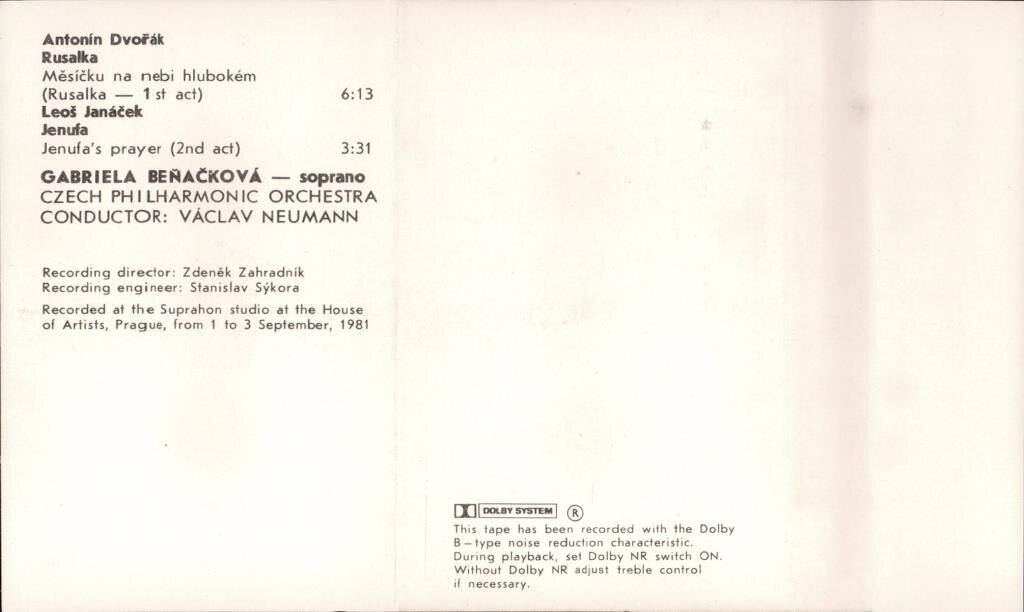 Antonín Dvořák
Rusalka
Měsíčku na nebi hlubokém
(Rusalka — 1 st act) 6:13
Leoš Janáček
Jenufa
Jenufa's prayer (2nd act) 3:31
GABRIELA BEŇAČKOVÁ — soprano
CZECH PHILHARMONIC ORCHESTRA
CONDUCTOR: VÁCLAV NEUMANN
Recording director: Zdeněk Zahradník
Recording engineer: Stanislav Sýkora
Recorded at the Suprahon studio at the House
of Artists, Prague, from 1 to 3 September, 1981
DOLBY SYSTEM ®
This tape has been recorded with the Dolby
B – type noise reduction characteristic.
During playback, set Dolby NR switch ON.
Without Dolby NR adjust treble control
if necessary.